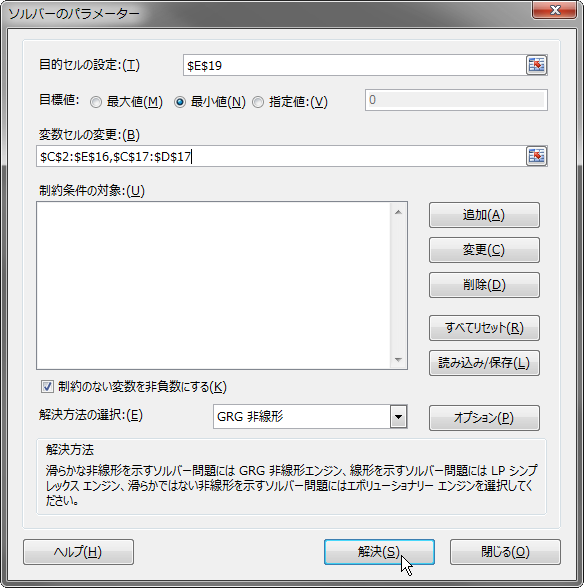 ソルバーのパラメーター
目的セルの設定:(T) $E$19
目標値: 最大値(M) 最小値(N) 指定値:(V) 0
変数セルの変更:(B)
$C$2:$E$16,$C$17:$D$17
制約条件の対象:(U)
追加(A)
変更(C)
削除(D)
すべてリセット(R)
読み込み/保存(L)
制約のない変数を非負数にする(K)
解決方法の選択:(E) GRG 非線形 オプション(P)
解決方法
滑らかな非線形を示すソルバー問題には GRG 非線形エンジン、線形を示すソルバー問題には LP シンプ
レックス エンジン、滑らかではない非線形を示すソルバー問題にはエボリューショナリー エンジンを選択してく
ださい。
ヘルプ(H) 解決(S) 閉じる(O)